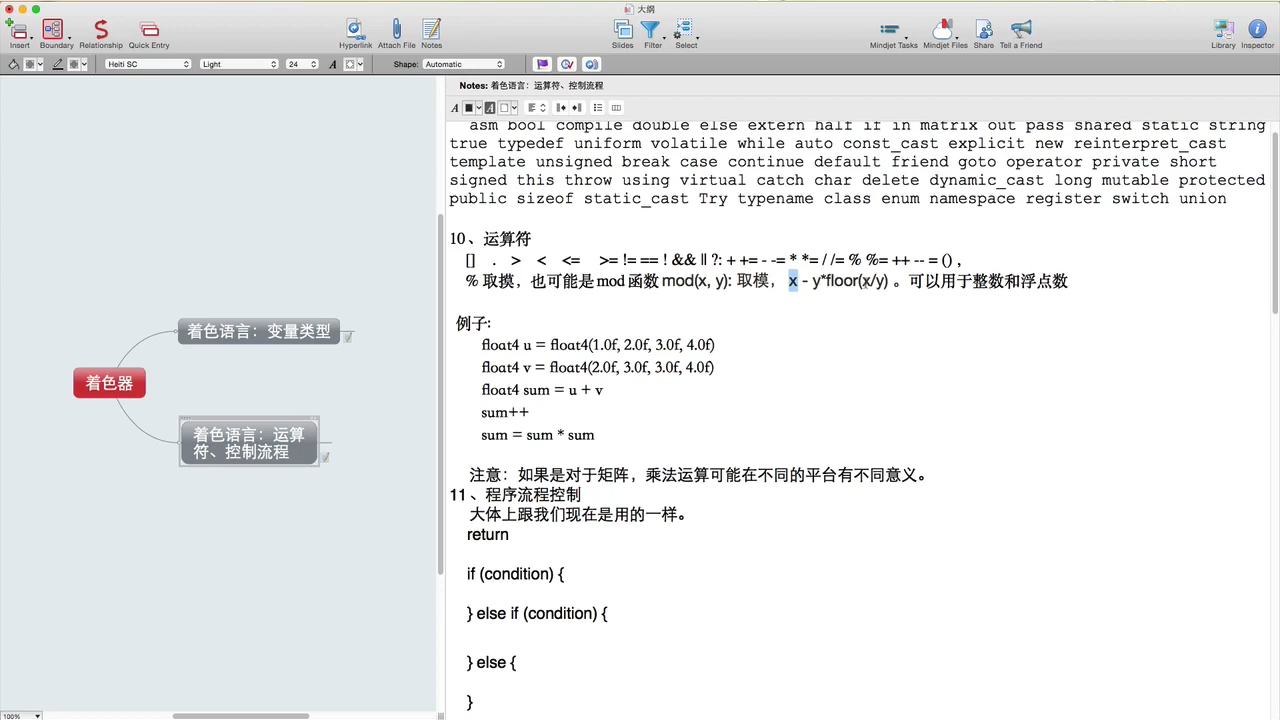 大纲
Insert
Boundary
Relationship
Quick Entry
Hyperlink
Attach File
Notes
Slides
Filter
Select
Mindjet Tasks
Mindjet Files
Share
Tell a Friend
Library
Inspector
Heiti SC
Light
24
Shape: Automatic
Notes: 着色语言：运算符、控制流程
asm bool compile double else extern half if in matrix out pass shared static string
true typedef uniform volatile while auto const_cast explicit new reinterpret_cast
template unsigned break case continue default friend goto operator private short
signed this throw using virtual catch char delete dynamic_cast long mutable protected
public sizeof static_cast Try typename class enum namespace register switch union
10、运算符
[] . > < <= >= != == ! && || ?: + += - -= * *= / /= % %= ++ -- = () ,
% 取摸，也可能是mod 函数mod(x, y): 取模， x - y*floor(x/y) 。可以用于整数和浮点数
例子:
float4 u = float4(1.0f, 2.0f, 3.0f, 4.0f)
float4 v = float4(2.0f, 3.0f, 3.0f, 4.0f)
float4 sum = u + v
sum++
sum = sum * sum
注意：如果是对于矩阵，乘法运算可能在不同的平台有不同意义。
11、程序流程控制
大体上跟我们现在是用的一样。
return
if (condition) {
} else if (condition) {
} else {
}
着色语言：变量类型
着色器
着色语言：运算
符、控制流程
100%